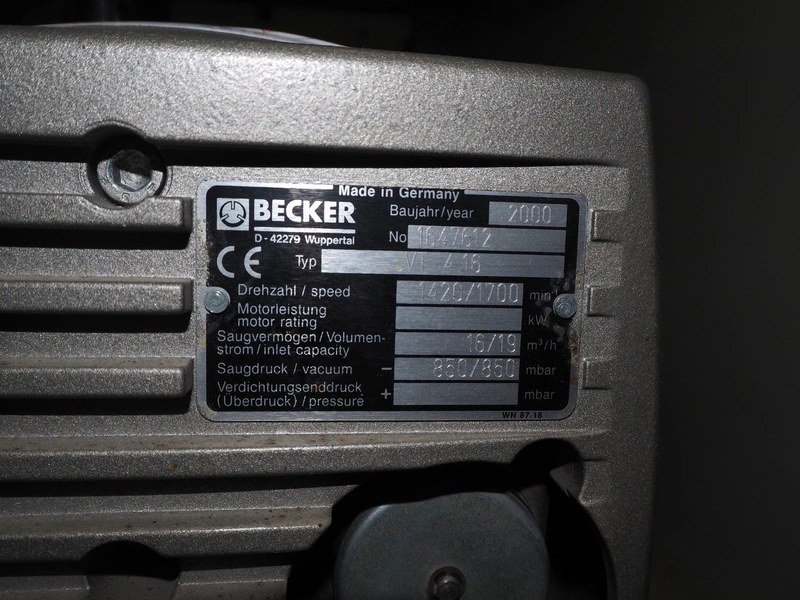 Made in Germany
BECKER
D-42279 Wuppertal
Baujahr/year 2000
No 1647612
CE Typ VT 4.16
Drehzahl / speed 1420/1700 min
Motorleistung
motor rating kW
Saugvermögen / Volumen-
strom / inlet capacity 16/19 m³/h
Saugdruck / vacuum – 850/850 mbar
Verdichtungsenddruck
(Überdruck) / pressure + mbar
WN 87.18